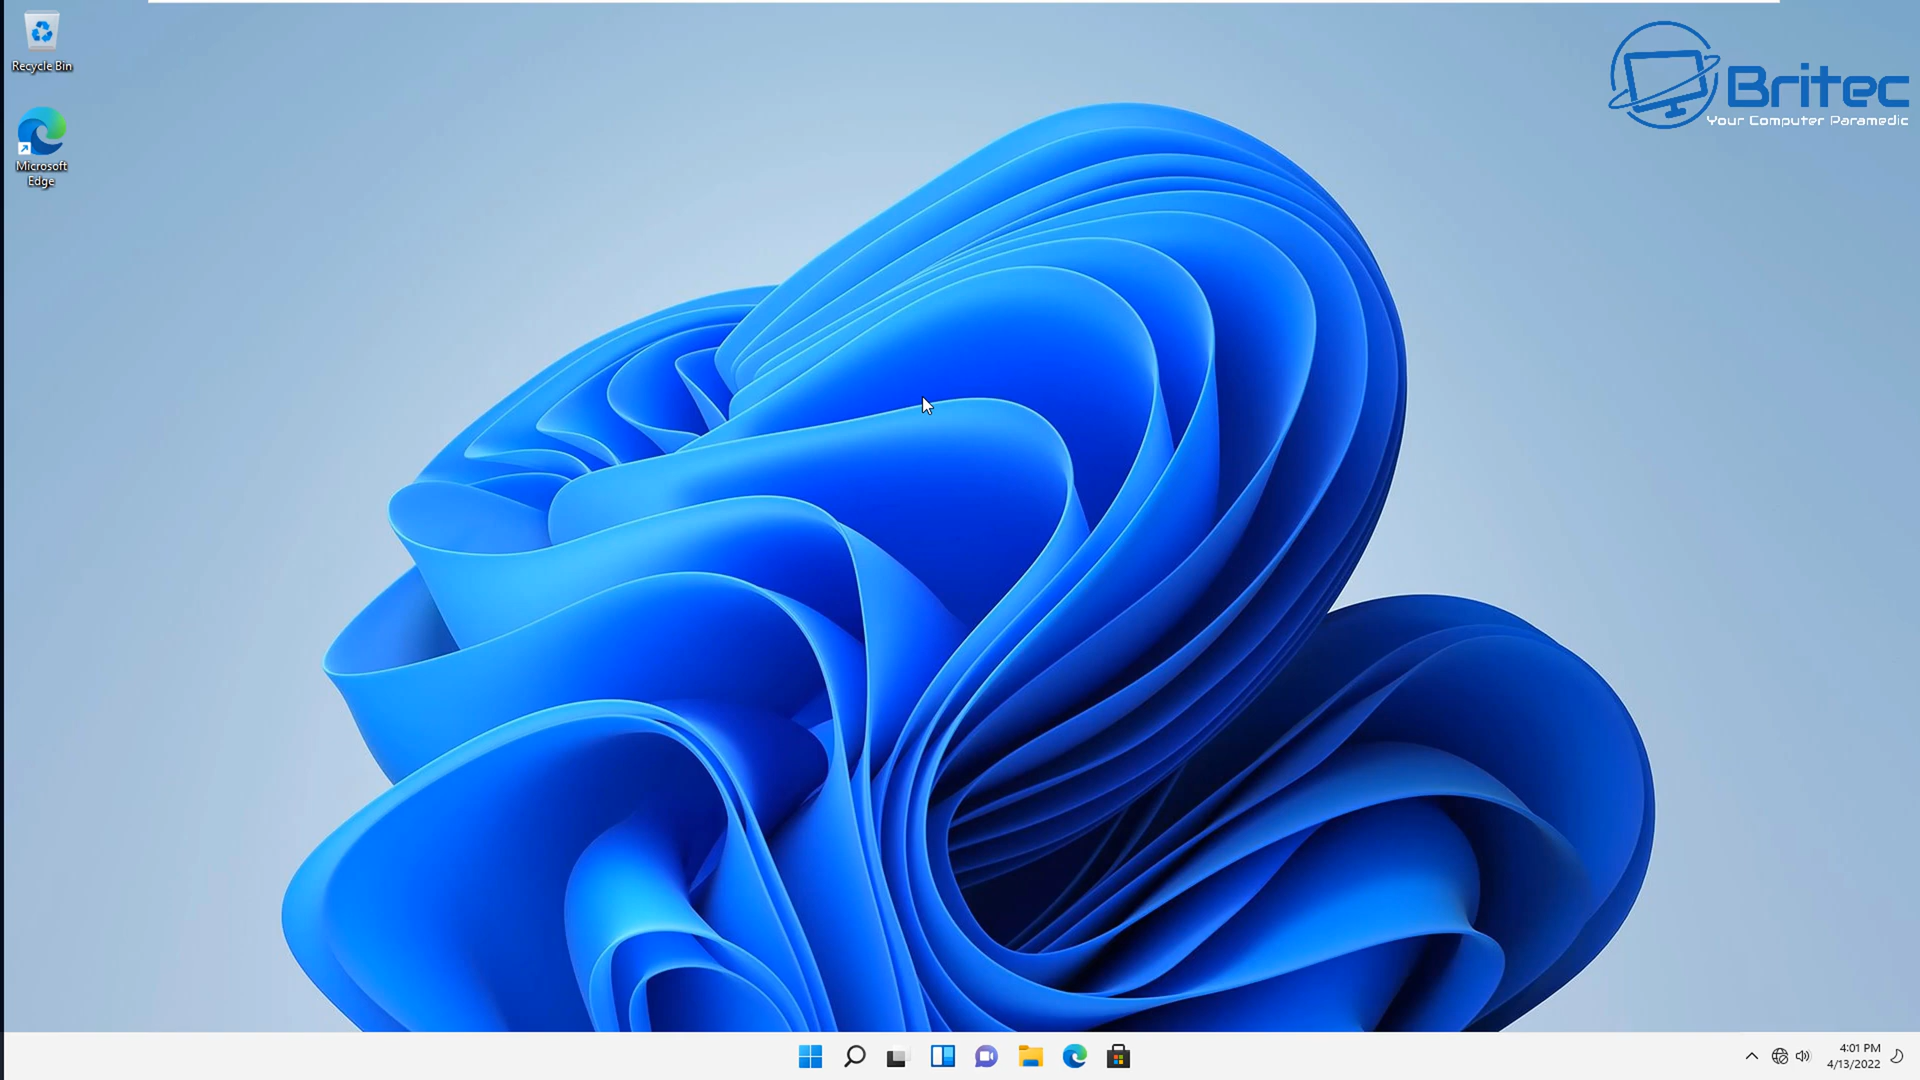 Recycle Bin
Microsoft
Edge
Britec
Your Computer Paramedic
4:01 PM
4/13/2022